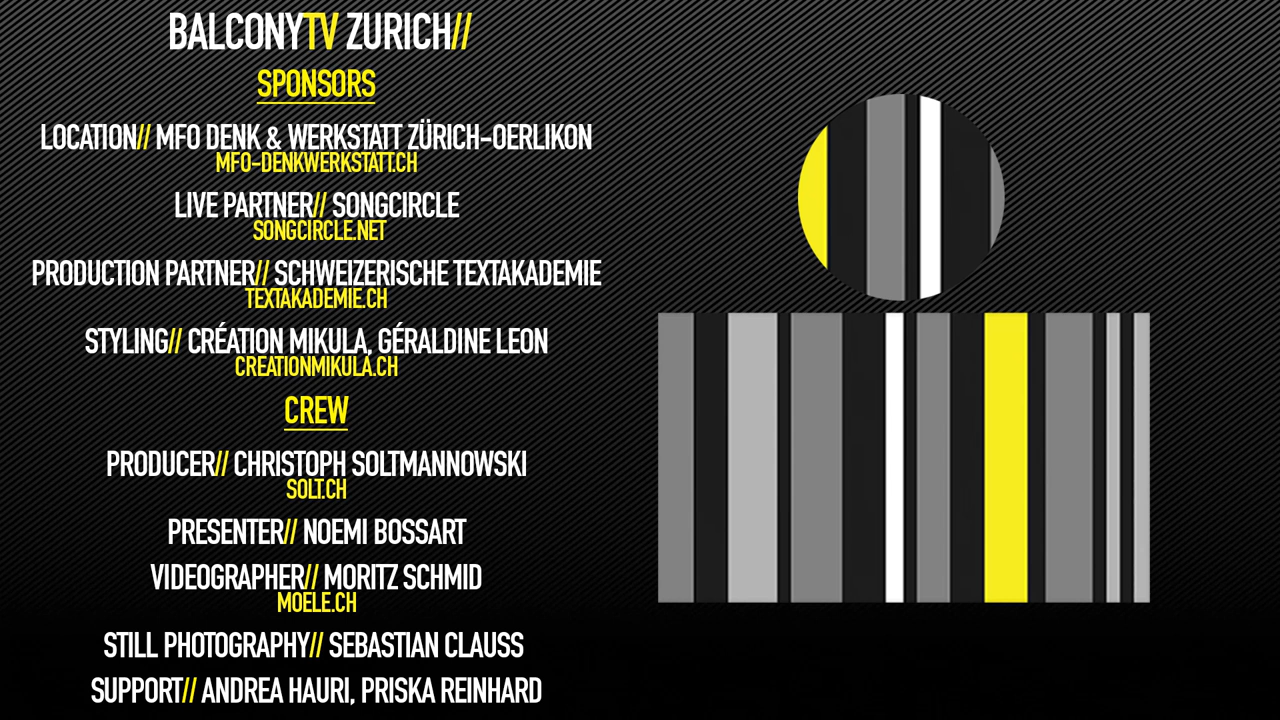 BALCONYTV ZURICH//
SPONSORS
LOCATION// MFO DENK & WERKSTATT ZÜRICH-OERLIKON
MFO-DENKWERKSTATT.CH
LIVE PARTNER// SONGCIRCLE
SONGCIRCLE.NET
PRODUCTION PARTNER// SCHWEIZERISCHE TEXTAKADEMIE
TEXTAKADEMIE.CH
STYLING// CRÉATION MIKULA, GÉRALDINE LEON
CREATIONMIKULA.CH
CREW
PRODUCER// CHRISTOPH SOLTMANNOWSKI
SOLT.CH
PRESENTER// NOEMI BOSSART
VIDEOGRAPHER// MORITZ SCHMID
MOELE.CH
STILL PHOTOGRAPHY// SEBASTIAN CLAUSS
SUPPORT// ANDREA HAURI, PRISKA REINHARD